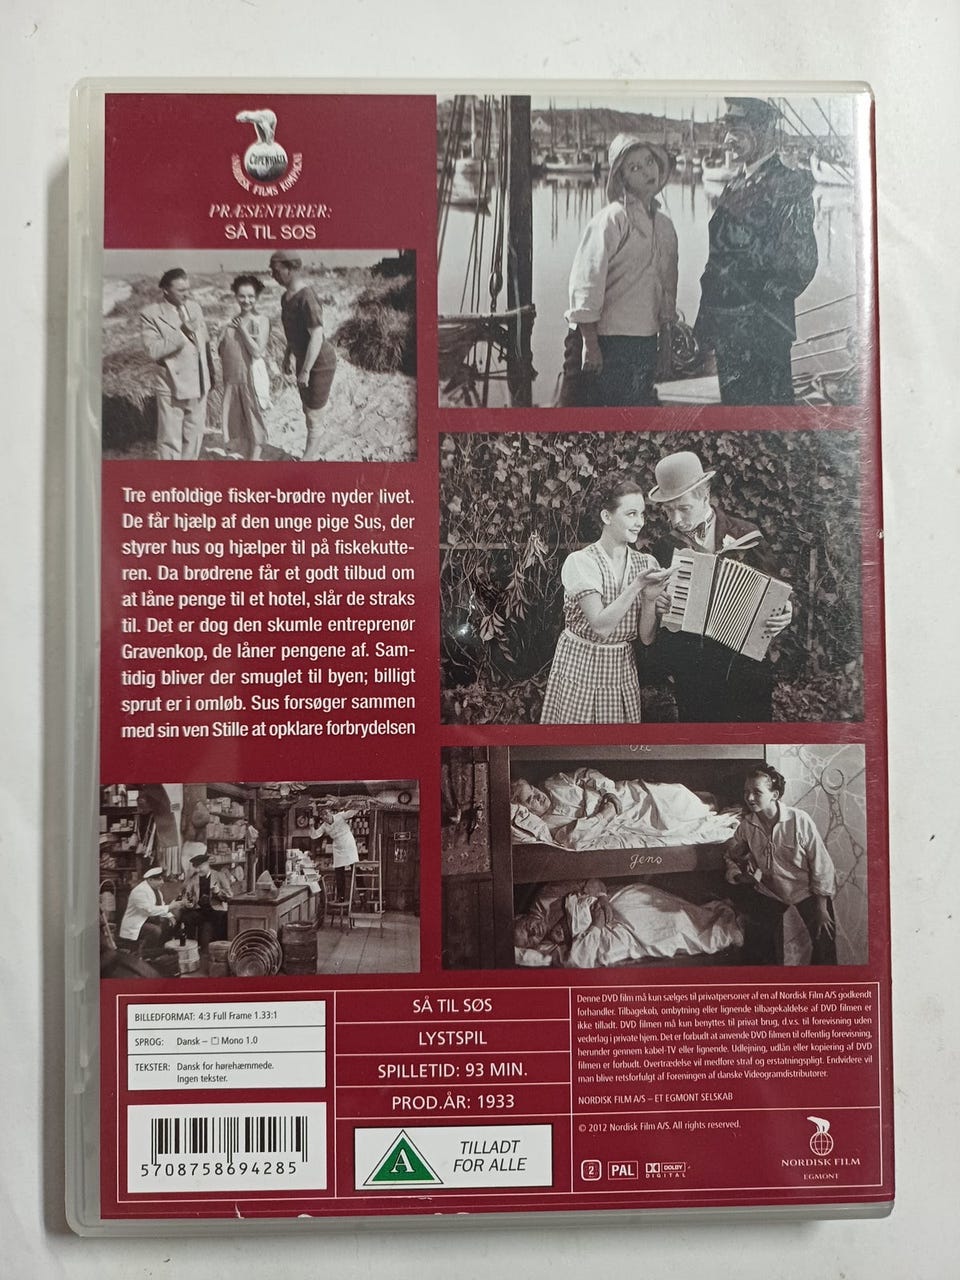 COPENHAGEN
NORDISK FILMS KOMPAGNI
PRÆSENTERER:
SÅ TIL SØS
Tre enfoldige fisker-brødre nyder livet.
De får hjælp af den unge pige Sus, der
styrer hus og hjælper til på fiskekutte-
ren. Da brødrene får et godt tilbud om
at låne penge til et hotel, slår de straks
til. Det er dog den skumle entreprenør
Gravenkop, de låner pengene af. Sam-
tidig bliver der smuglet til byen; billigt
sprut er i omløb. Sus forsøger sammen
med sin ven Stille at opklare forbrydelsen
Jens
BILLEDFORMAT: 4:3 Full Frame 1.33:1
SPROG: Dansk – Mono 1.0
TEKSTER: Dansk for hørehæmmede.
Ingen tekster.
5708758694285
SÅ TIL SØS
LYSTSPIL
SPILLETID: 93 MIN.
PROD.ÅR: 1933
A
TILLADT
FOR ALLE
Denne DVD film må kun sælges til privatpersoner af en af Nordisk Film A/S godkendt
forhandler. Tilbagekøb, ombytning eller lignende tilbagekaldelse af DVD filmen er
ikke tilladt. DVD filmen må kun benyttes til privat brug, d.v.s. til forevisning uden
vederlag i private hjem. Det er forbudt at anvende DVD filmen til offentlig forevisning,
herunder gennem kabel-TV eller lignende. Udlejning, udlån eller kopiering af DVD
filmen er forbudt. Overtrædelse vil medføre straf og erstatningspligt. Endvidere vil
man blive retsforfulgt af Foreningen af danske Videogramdistributører.
NORDISK FILM A/S – ET EGMONT SELSKAB
© 2012 Nordisk Film A/S. All rights reserved.
2 PAL DOLBY
DIGITAL
NORDISK FILM
EGMONT